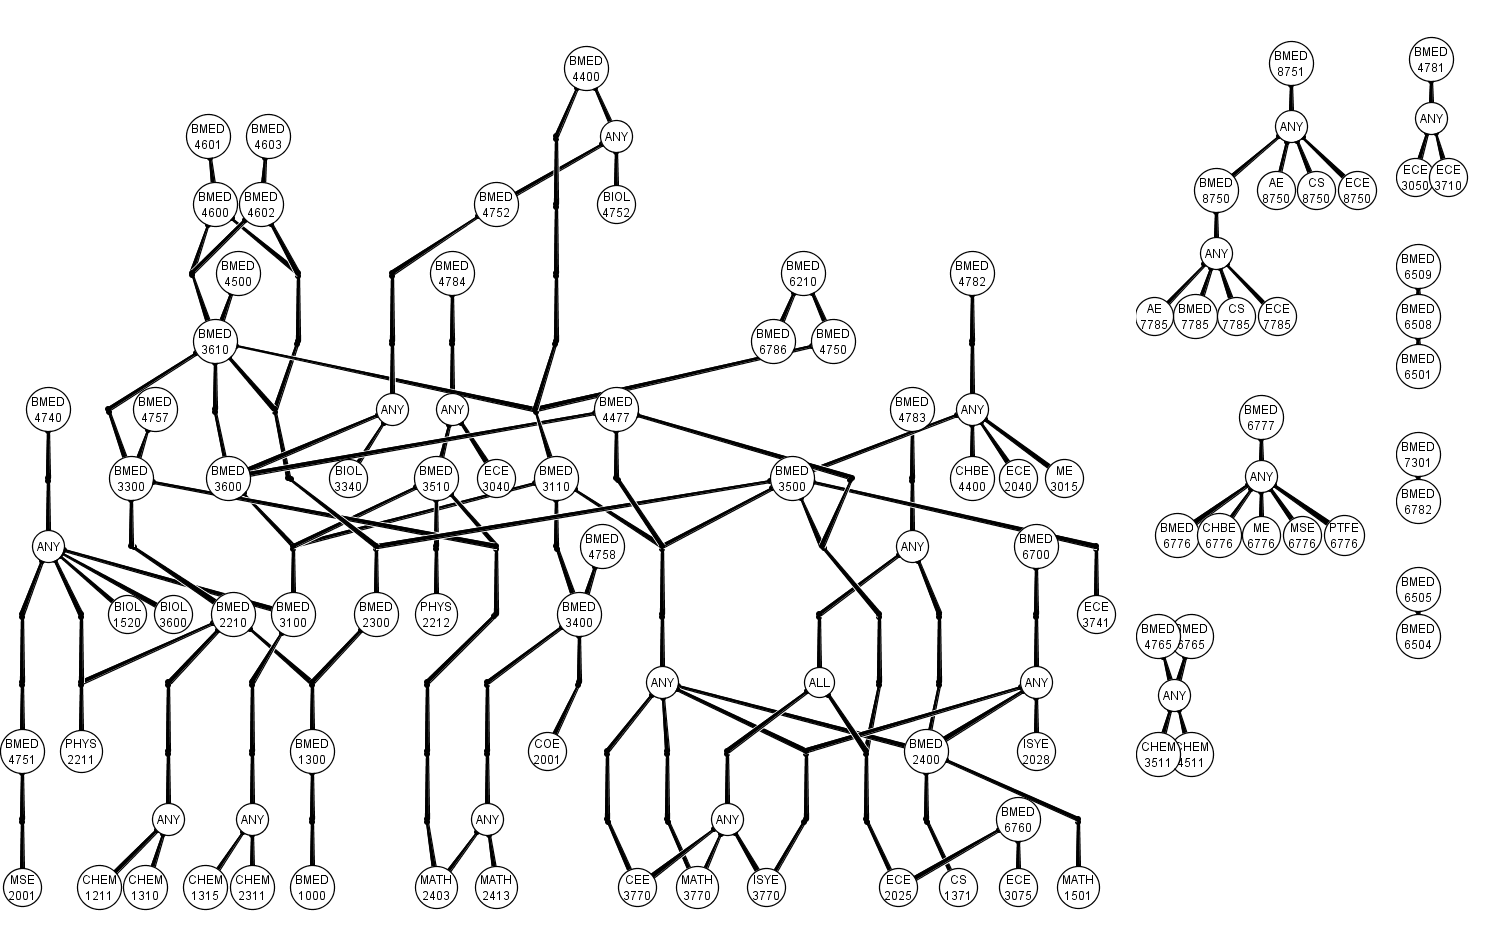 BMED
4400
BMED
8751
BMED
4781
BMED
4601
BMED
4603
ANY
ANY
ANY
BMED
4600
BMED
4602
BMED
4752
BIOL
4752
BMED
8750
AE
8750
CS
8750
ECE
8750
ECE
3050
ECE
3710
BMED
4500
BMED
4784
BMED
6210
BMED
4782
ANY
BMED
6509
BMED
3610
BMED
6786
BMED
4750
AE
7785
BMED
7785
CS
7785
ECE
7785
BMED
6508
BMED
6501
BMED
4740
BMED
4757
ANY
ANY
BMED
4477
BMED
4783
ANY
BMED
6777
BMED
3300
BMED
3600
BIOL
3340
BMED
3510
ECE
3040
BMED
3110
BMED
3500
CHBE
4400
ECE
2040
ME
3015
ANY
BMED
7301
BMED
6782
ANY
BMED
4758
ANY
BMED
6700
BMED
6776
CHBE
6776
ME
6776
MSE
6776
PTFE
6776
BIOL
1520
BIOL
3600
BMED
2210
BMED
3100
BMED
2300
PHYS
2212
BMED
3400
ECE
3741
BMED
4765
BMED
6765
BMED
6505
BMED
6504
ANY
ALL
ANY
ANY
BMED
4751
PHYS
2211
BMED
1300
COE
2001
BMED
2400
ISYE
2028
CHEM
3511
CHEM
4511
ANY
ANY
ANY
ANY
BMED
6760
MSE
2001
CHEM
1211
CHEM
1310
CHEM
1315
CHEM
2311
BMED
1000
MATH
2403
MATH
2413
CEE
3770
MATH
3770
ISYE
3770
ECE
2025
CS
1371
ECE
3075
MATH
1501